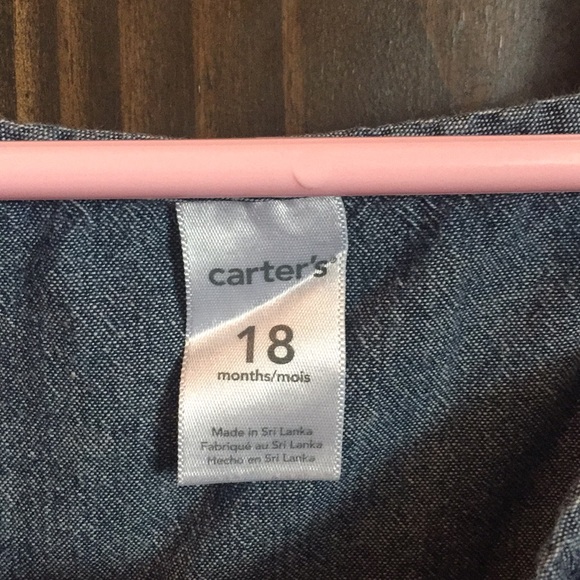 carter's®
18
months/mois
Made in Sri Lanka
Fabriqué au Sri Lanka
Hecho en Sri Lanka